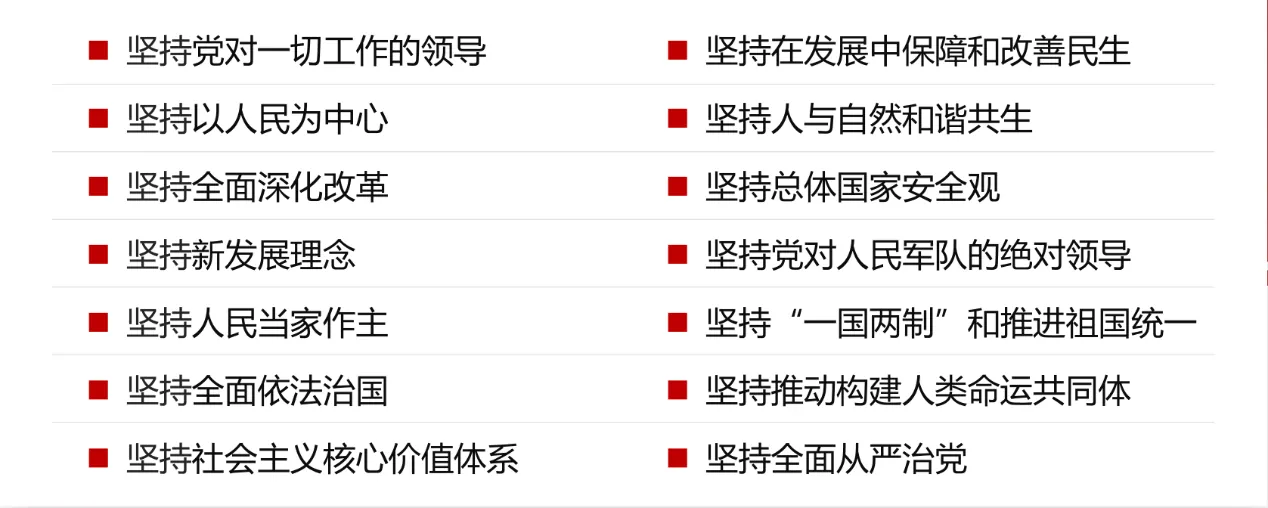 坚持党对一切工作的领导
坚持以人民为中心
坚持全面深化改革
坚持新发展理念
坚持人民当家作主
坚持全面依法治国
坚持社会主义核心价值体系
坚持在发展中保障和改善民生
坚持人与自然和谐共生
坚持总体国家安全观
坚持党对人民军队的绝对领导
坚持“一国两制”和推进祖国统一
坚持推动构建人类命运共同体
坚持全面从严治党